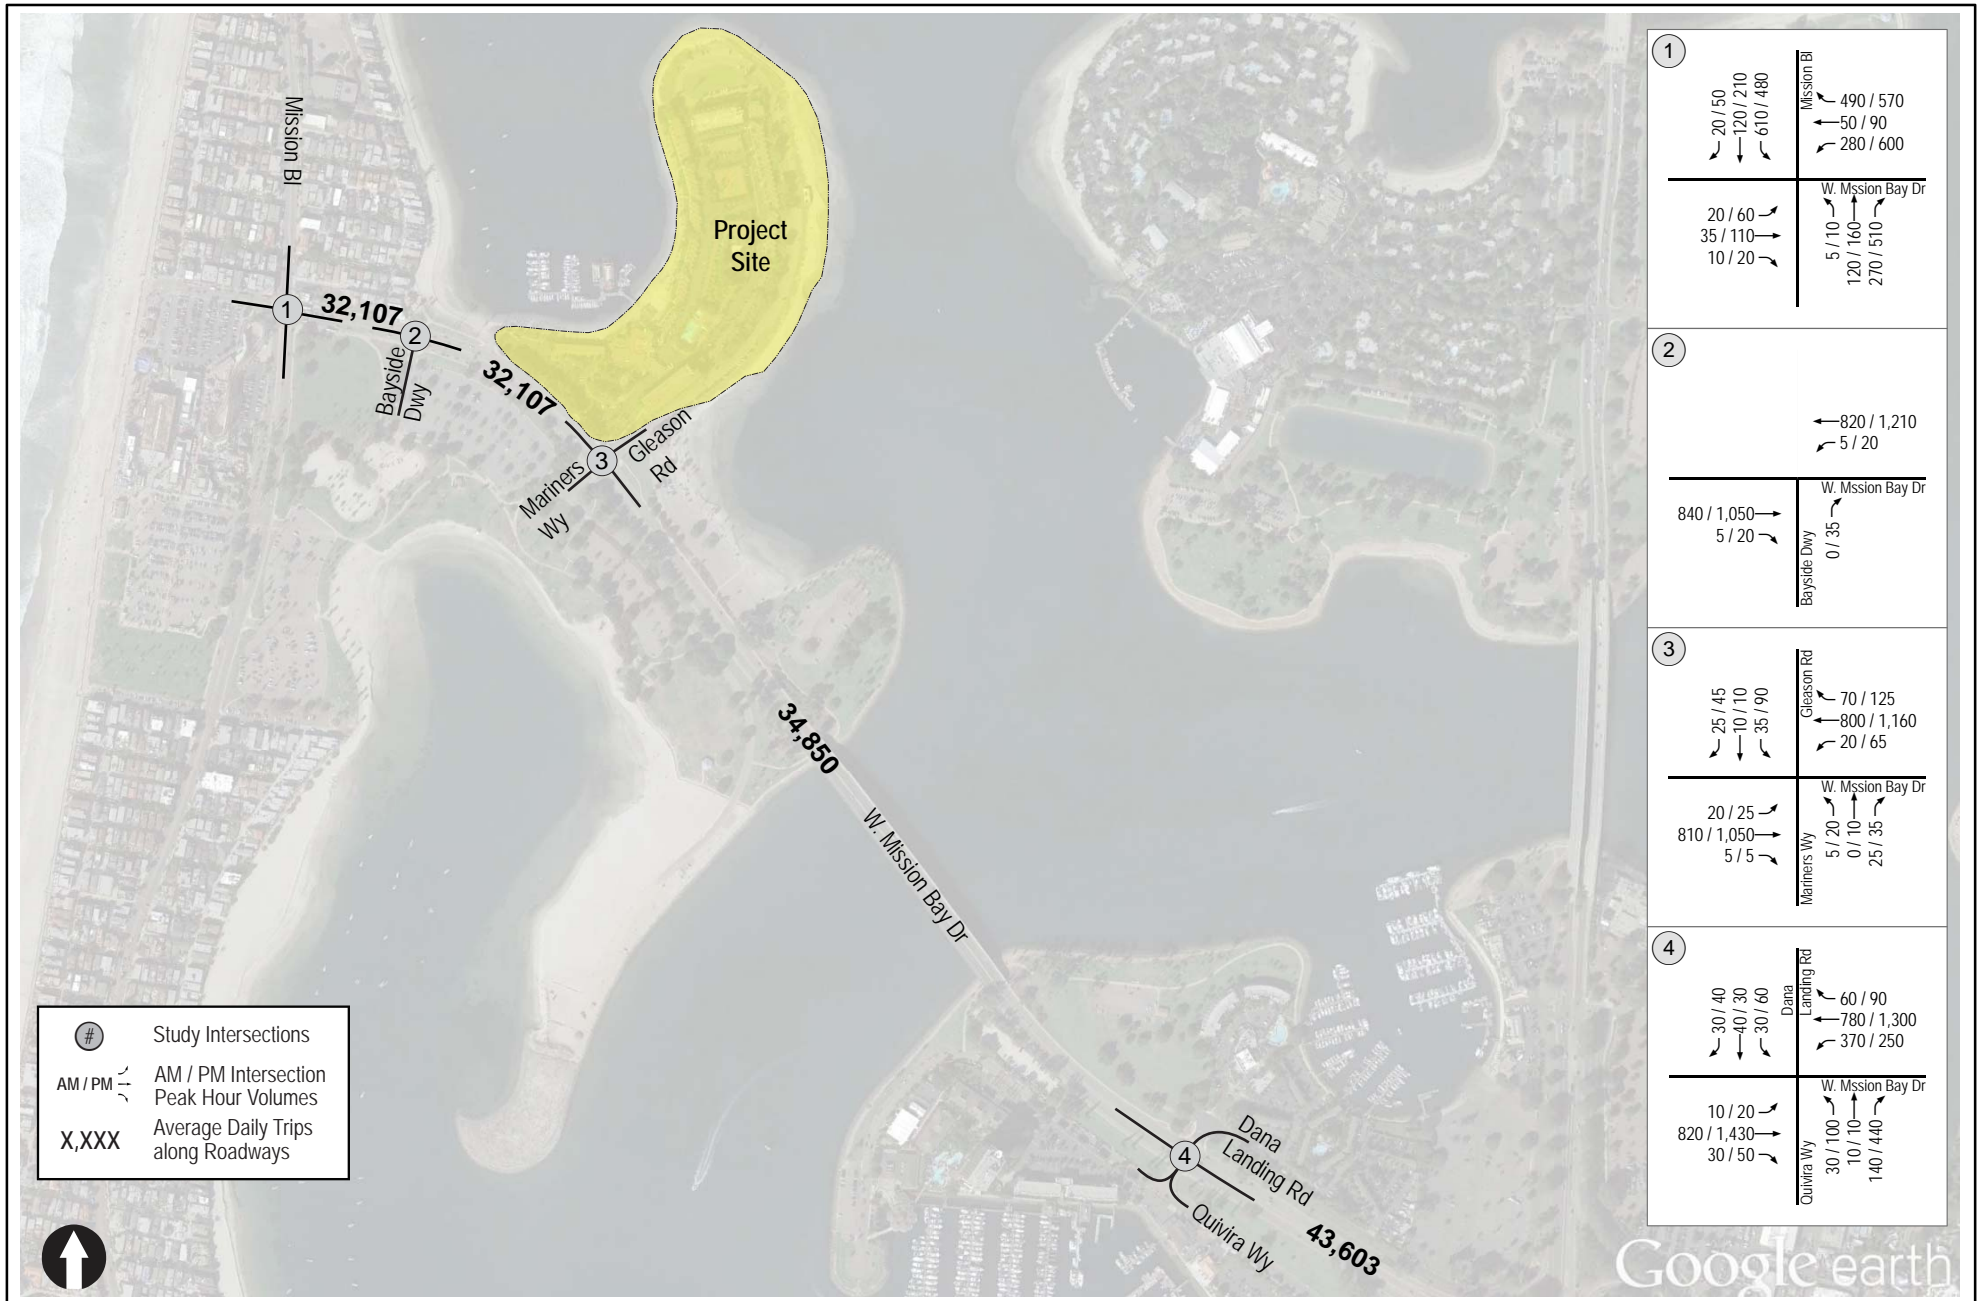 Mission Bl
1
32,107
2
Bayside
Dwy
32,107
Project
Site
3
Mariners
Wy
Gleason
Rd
34,850
W. Mission Bay Dr
4
Dana
Landing Rd
Quivira Wy
43,603
# Study Intersections
AM / PM AM / PM Intersection
Peak Hour Volumes
X,XXX Average Daily Trips
along Roadways
1
Mission Bl
20 / 50
120 / 210
610 / 480
490 / 570
50 / 90
280 / 600
W. Mssion Bay Dr
20 / 60
35 / 110
10 / 20
5 / 10
120 / 160
270 / 510
2
820 / 1,210
5 / 20
W. Mssion Bay Dr
840 / 1,050
5 / 20
Bayside Dwy
0 / 35
3
Gleason Rd
25 / 45
10 / 10
35 / 90
70 / 125
800 / 1,160
20 / 65
W. Mssion Bay Dr
20 / 25
810 / 1,050
5 / 5
Mariners Wy
5 / 20
0 / 10
25 / 35
4
Dana
Landing Rd
30 / 40
40 / 30
30 / 60
60 / 90
780 / 1,300
370 / 250
W. Mssion Bay Dr
10 / 20
820 / 1,430
30 / 50
Quivira Wy
30 / 100
10 / 10
140 / 440
Google earth